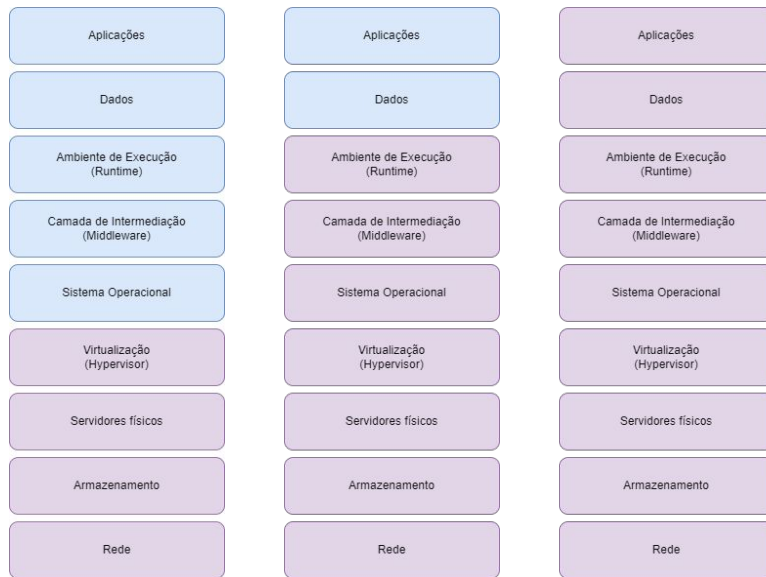 Aplicações
Dados
Ambiente de Execução
(Runtime)
Camada de Intermediação
(Middleware)
Sistema Operacional
Virtualização
(Hypervisor)
Servidores físicos
Armazenamento
Rede
Aplicações
Dados
Ambiente de Execução
(Runtime)
Camada de Intermediação
(Middleware)
Sistema Operacional
Virtualização
(Hypervisor)
Servidores físicos
Armazenamento
Rede
Aplicações
Dados
Ambiente de Execução
(Runtime)
Camada de Intermediação
(Middleware)
Sistema Operacional
Virtualização
(Hypervisor)
Servidores físicos
Armazenamento
Rede